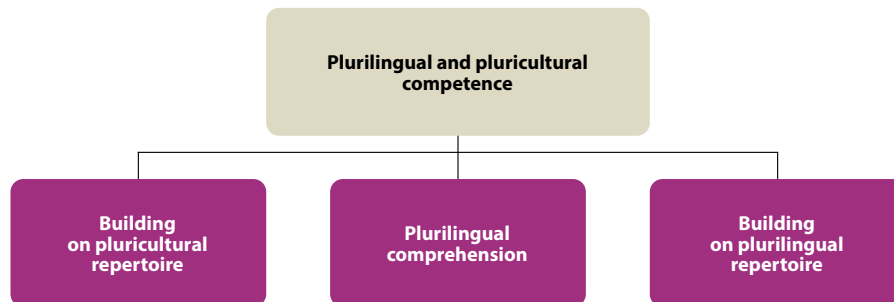 Plurilingual and pluricultural
competence
Building
on pluricultural
repertoire
Plurilingual
comprehension
Building
on plurilingual
repertoire